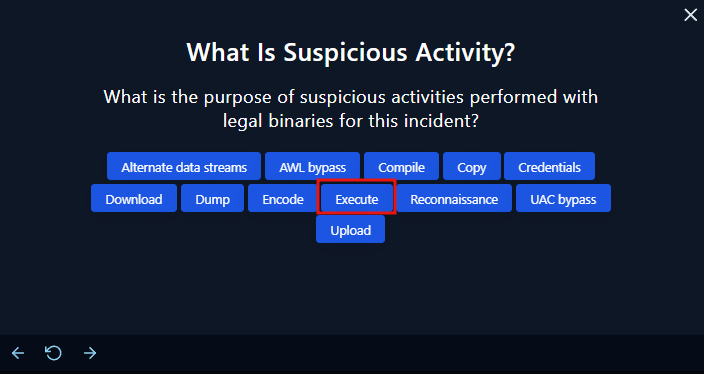 What Is Suspicious Activity?
What is the purpose of suspicious activities performed with
legal binaries for this incident?
Alternate data streams AWL bypass Compile Copy Credentials
Download Dump Encode Execute Reconnaissance UAC bypass
Upload